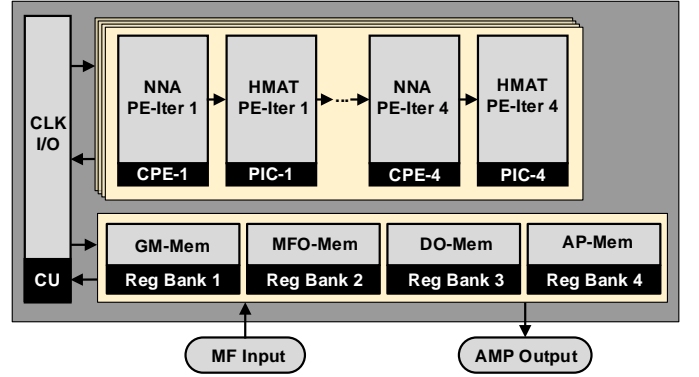 CLK
I/O
CU
NNA
PE-Iter 1
CPE-1
HMAT
PE-Iter 1
PIC-1
...
NNA
PE-Iter 4
CPE-4
HMAT
PE-Iter 4
PIC-4
GM-Mem
Reg Bank 1
MFO-Mem
Reg Bank 2
DO-Mem
Reg Bank 3
AP-Mem
Reg Bank 4
MF Input
AMP Output